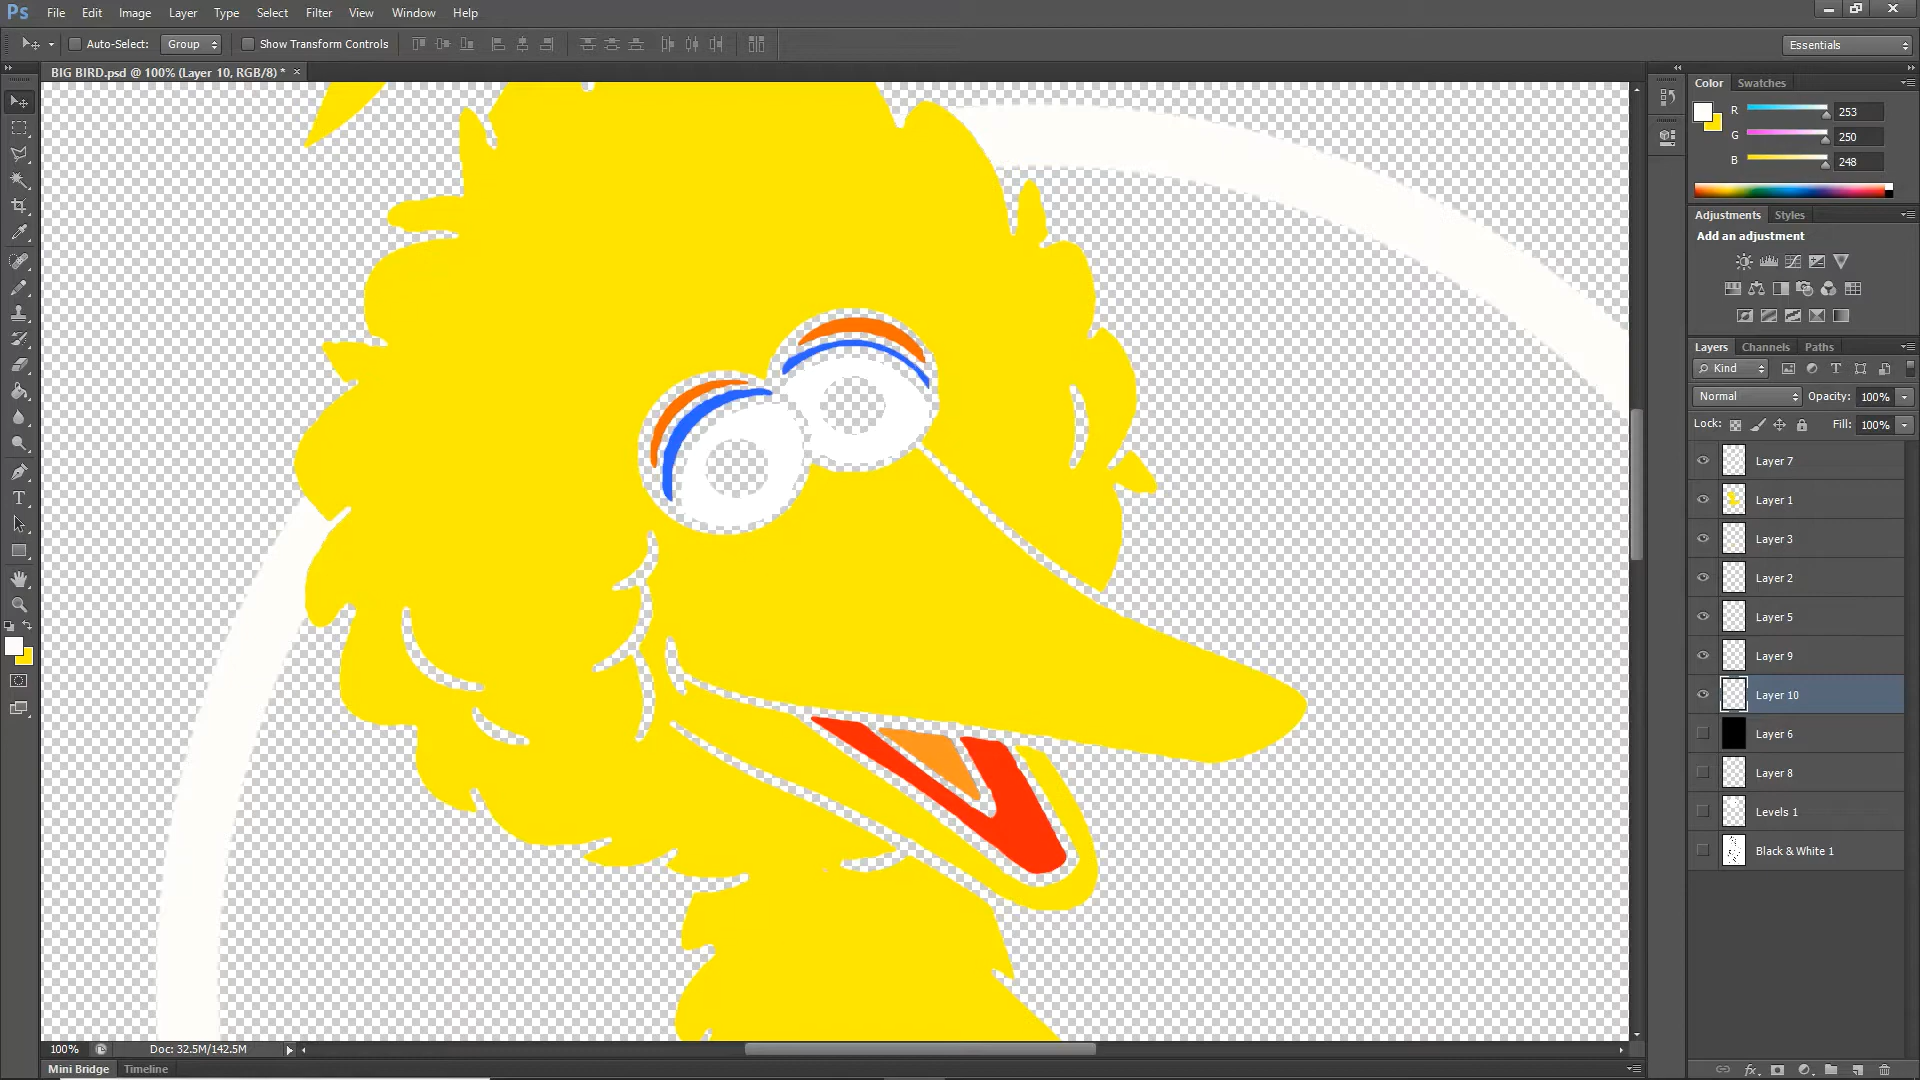 Ps File Edit Image Layer Type Select Filter View Window Help
Auto-Select: Group Show Transform Controls Essentials
BIG BIRD.psd @ 100% (Layer 10, RGB/8) * ×
Color Swatches
R 253
G 250
B 248
Adjustments Styles
Add an adjustment
Layers Channels Paths
Kind T
Normal Opacity: 100%
Lock: Fill: 100%
Layer 7
Layer 1
Layer 3
Layer 2
Layer 5
Layer 9
Layer 10
Layer 6
Layer 8
Levels 1
Black & White 1
T
100% Doc: 32.5M/142.5M
Mini Bridge Timeline
fx